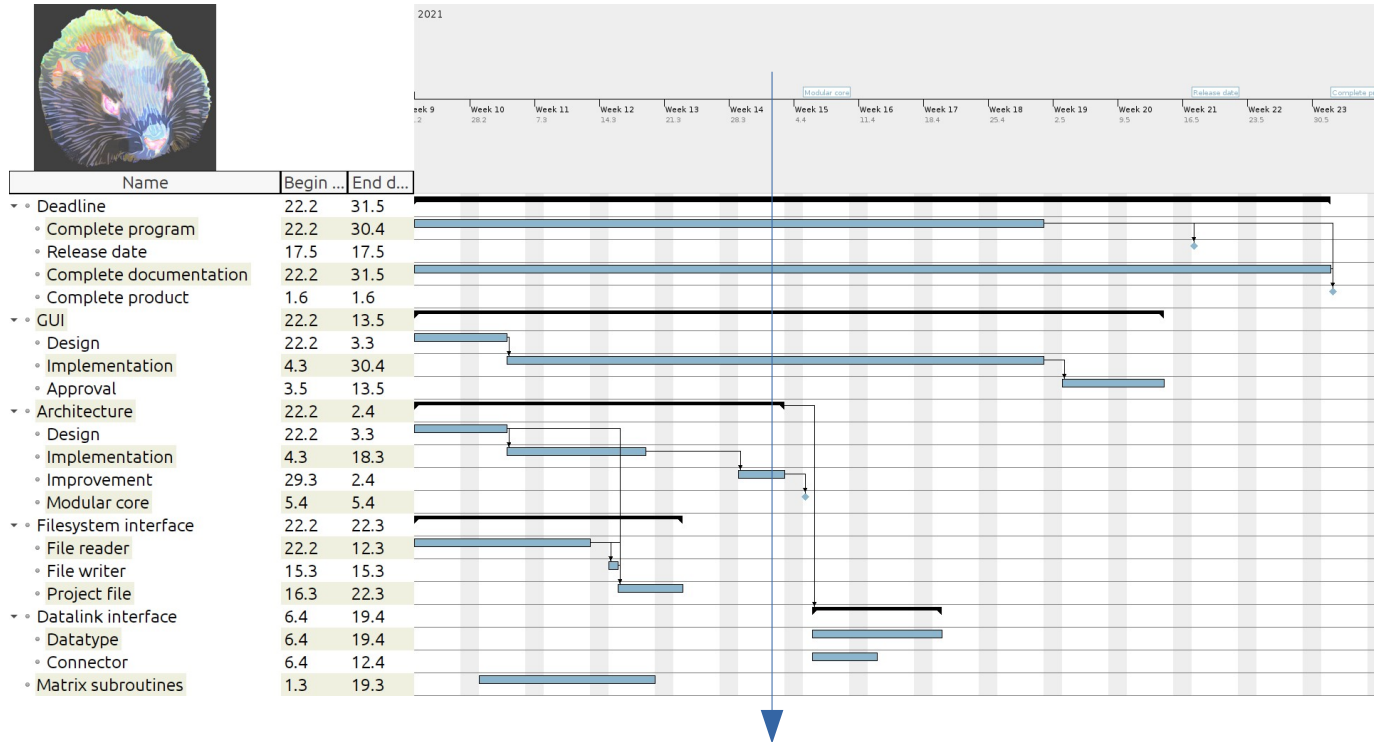 2021
Modular core Release date Complete pr
eek 9 Week 10 Week 11 Week 12 Week 13 Week 14 Week 15 Week 16 Week 17 Week 18 Week 19 Week 20 Week 21 Week 22 Week 23
.2 28.2 7.3 14.3 21.3 28.3 4.4 11.4 18.4 25.4 2.5 9.5 16.5 23.5 30.5
Name Begin ... End d...
Deadline 22.2 31.5
Complete program 22.2 30.4
Release date 17.5 17.5
Complete documentation 22.2 31.5
Complete product 1.6 1.6
GUI 22.2 13.5
Design 22.2 3.3
Implementation 4.3 30.4
Approval 3.5 13.5
Architecture 22.2 2.4
Design 22.2 3.3
Implementation 4.3 18.3
Improvement 29.3 2.4
Modular core 5.4 5.4
Filesystem interface 22.2 22.3
File reader 22.2 12.3
File writer 15.3 15.3
Project file 16.3 22.3
Datalink interface 6.4 19.4
Datatype 6.4 19.4
Connector 6.4 12.4
Matrix subroutines 1.3 19.3